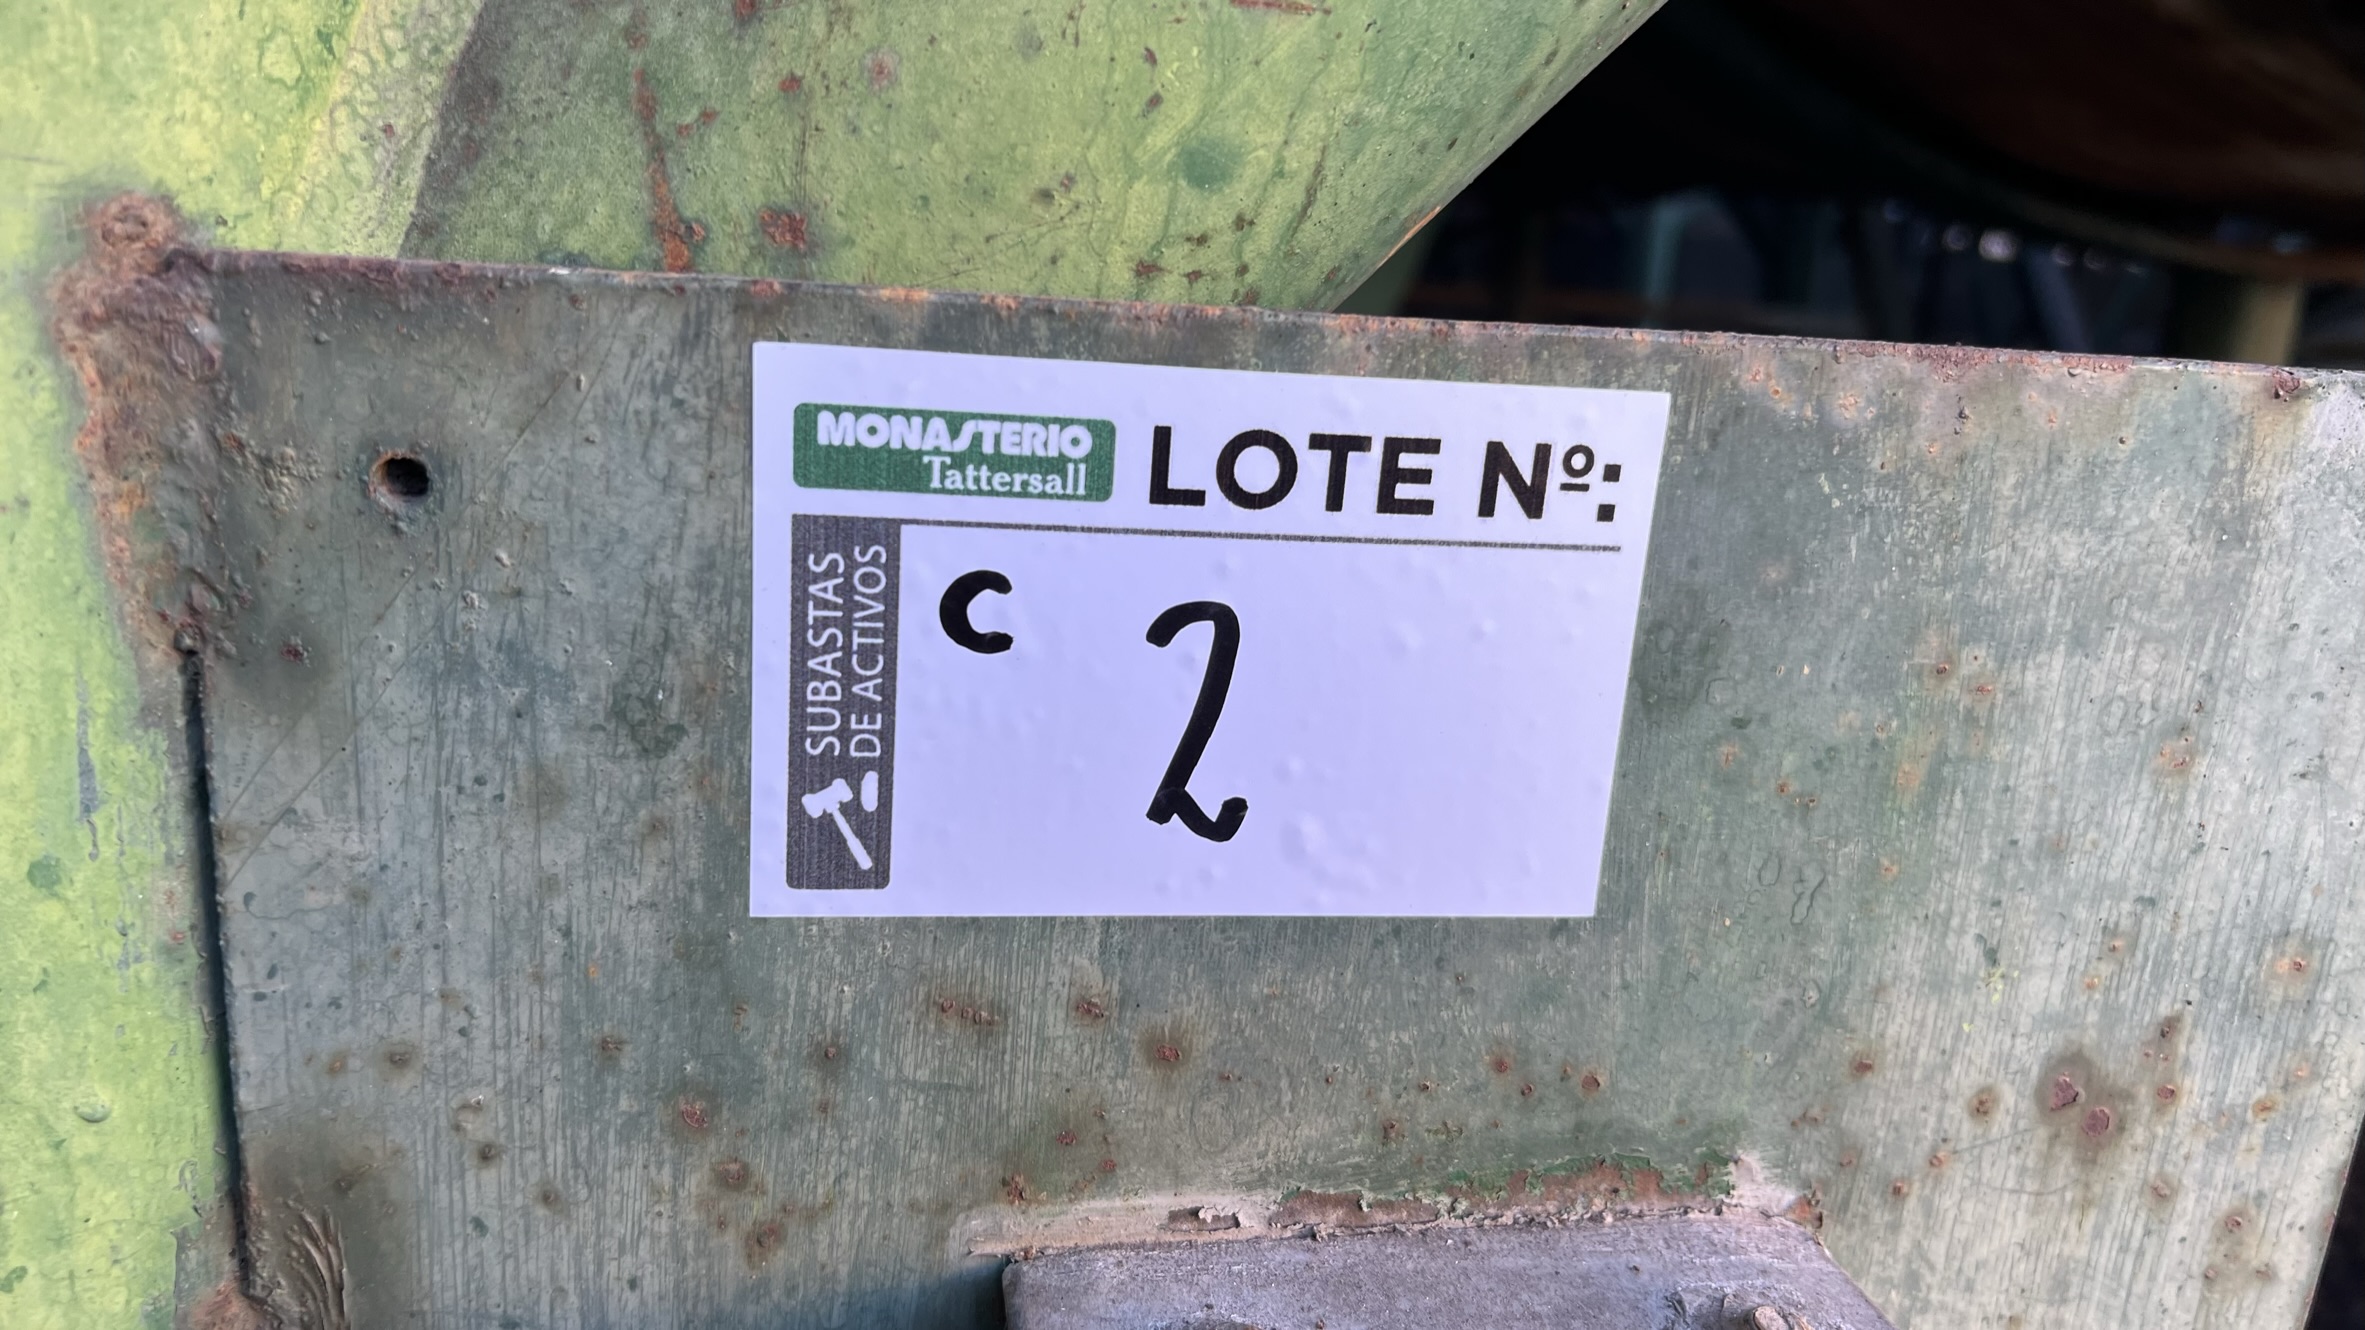 MONASTERIO
Tattersall
LOTE Nº:
SUBASTAS
DE ACTIVOS
C 2